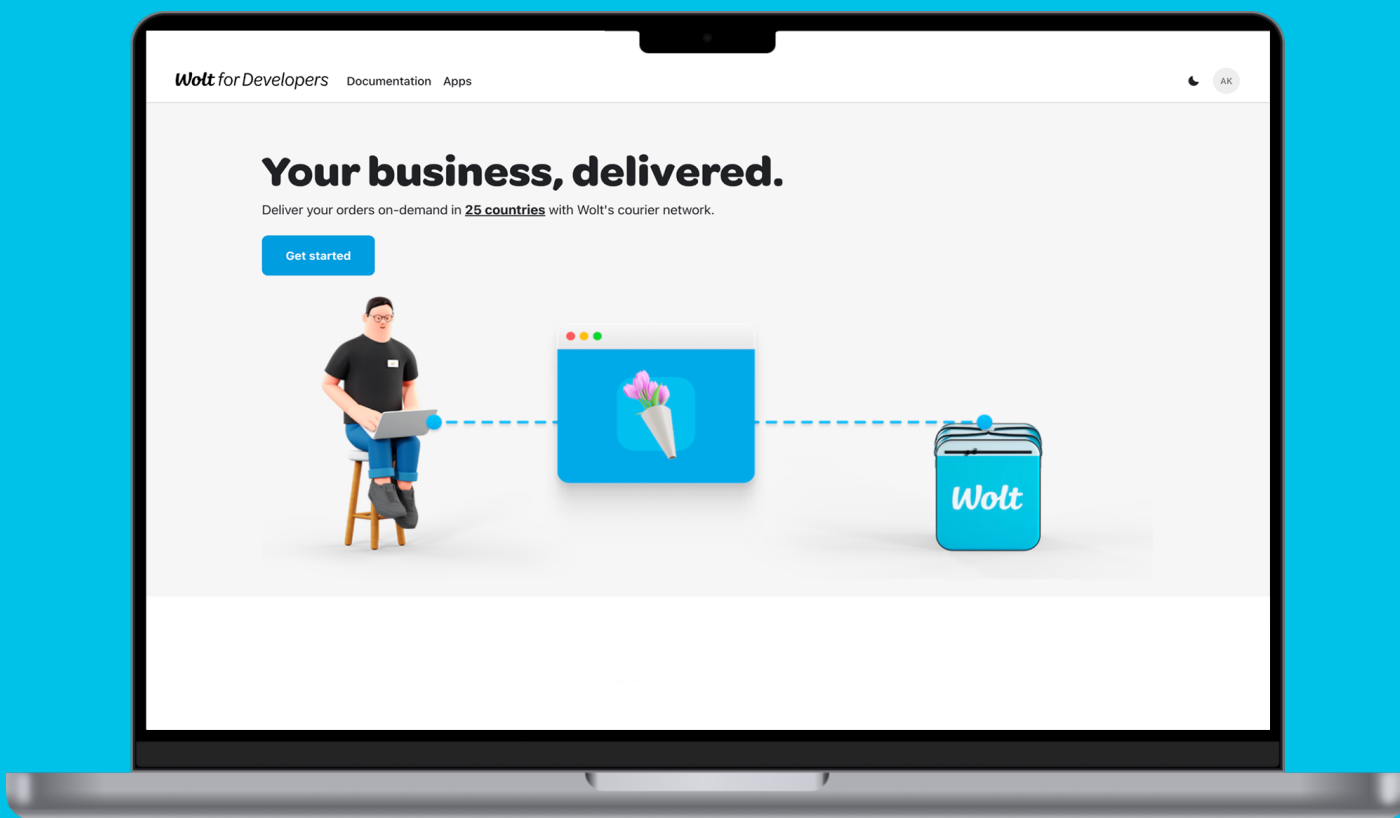 Wolt for Developers Documentation Apps AK
Your business, delivered.
Deliver your orders on-demand in 25 countries with Wolt's courier network.
Get started
Wolt